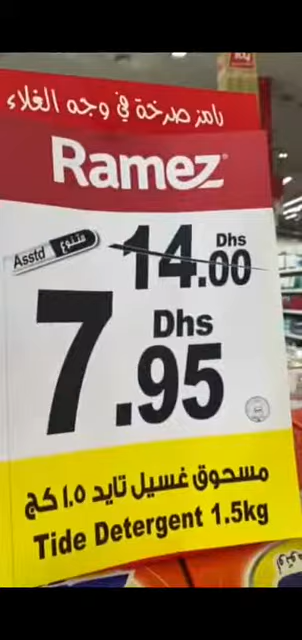 رامز صرخة في وجه الغلاء
Ramez
Asstd متنوع
Dhs
14.00
Dhs
7.95
مسحوق غسيل تايد ١.٥ كج
Tide Detergent 1.5kg